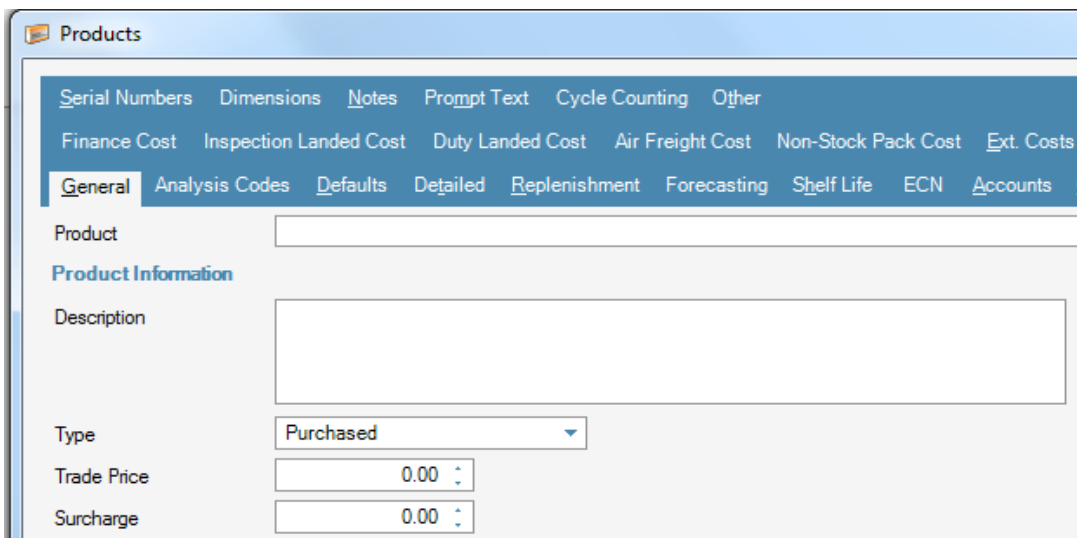 Products
Serial Numbers Dimensions Notes Prompt Text Cycle Counting Other
Finance Cost Inspection Landed Cost Duty Landed Cost Air Freight Cost Non-Stock Pack Cost Ext. Costs
General Analysis Codes Defaults Detailed Replenishment Forecasting Shelf Life ECN Accounts
Product
Product Information
Description
Type Purchased
Trade Price 0.00
Surcharge 0.00